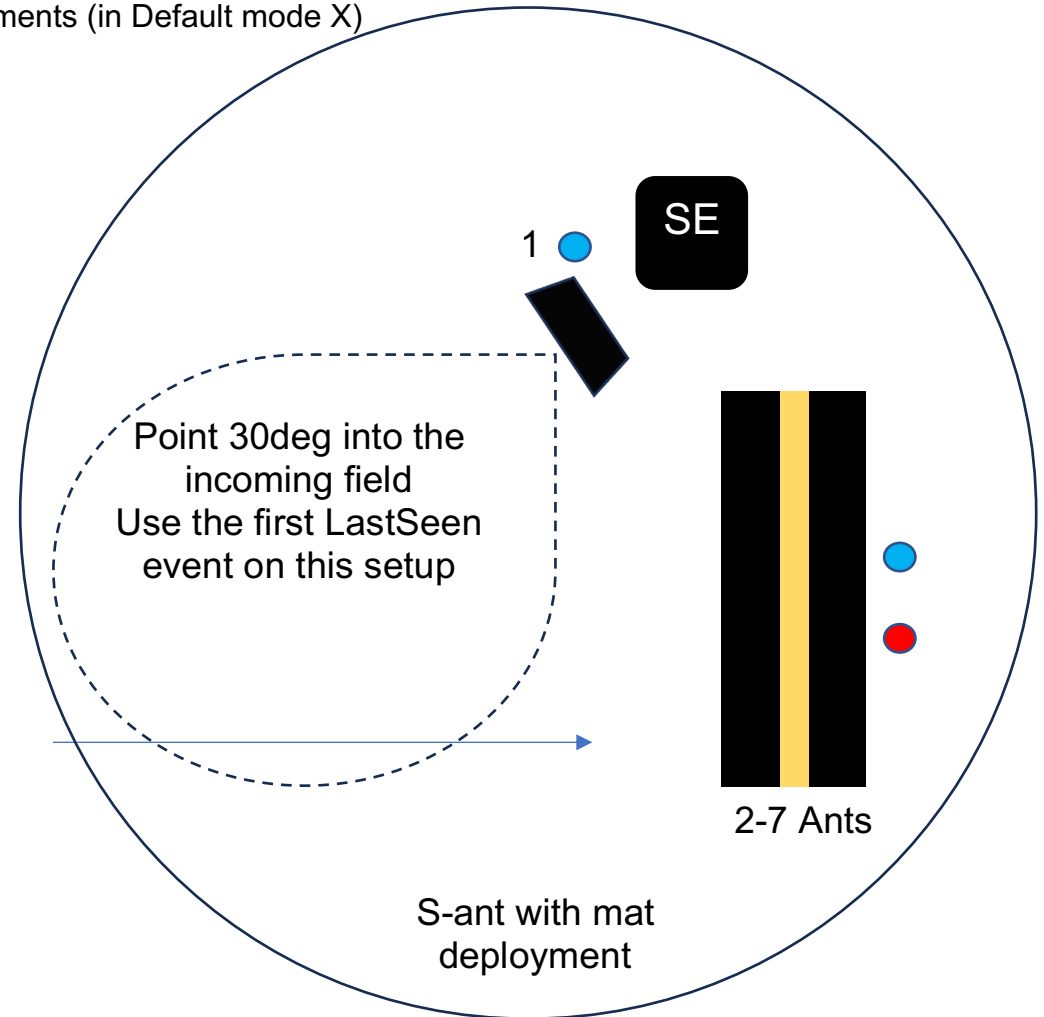 (in Default mode X)
SE
1
Point 30deg into the
incoming field
Use the first LastSeen
event on this setup
2-7 Ants
S-ant with mat
deployment